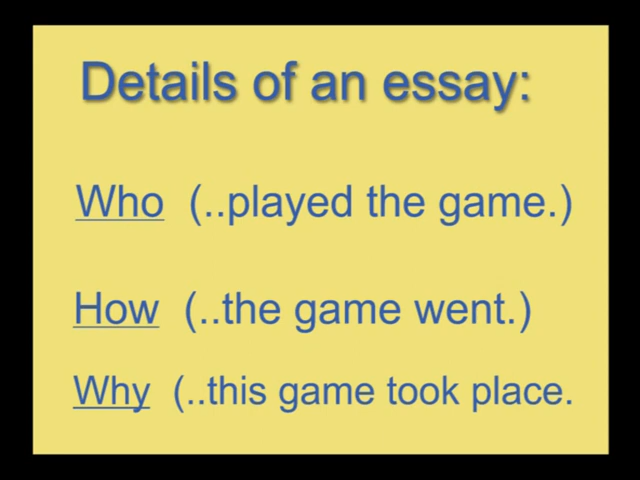 Details of an essay:
Who (..played the game.)
How (..the game went.)
Why (..this game took place.